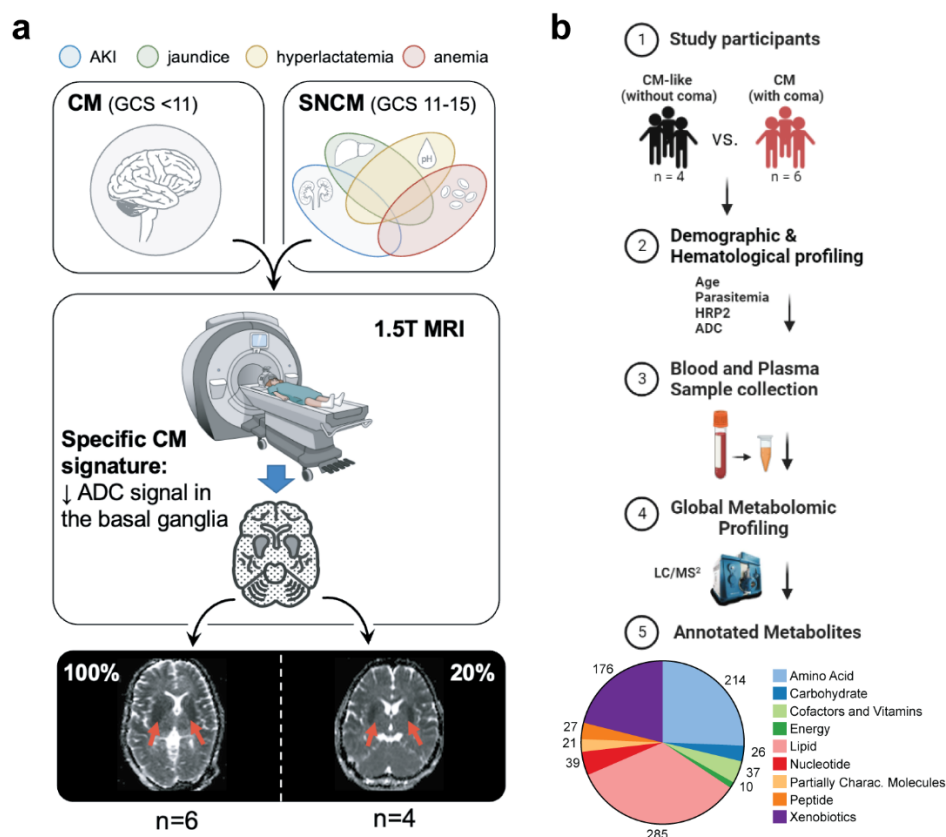 a
AKI jaundice hyperlactatemia anemia
CM (GCS <11)
SNCM (GCS 11-15)
pH
1.5T MRI
Specific CM
signature:
↓ ADC signal in
the basal ganglia
100%
20%
n=6
n=4
b
1 Study participants
CM-like
(without coma)
CM
(with coma)
vs.
n = 4
n = 6
2 Demographic &
Hematological profiling
Age
Parasitemia
HRP2
ADC
3 Blood and Plasma
Sample collection
4 Global Metabolomic
Profiling
LC/MS²
5 Annotated Metabolites
176
214
27
21
39
26
37
10
285
Amino Acid
Carbohydrate
Cofactors and Vitamins
Energy
Lipid
Nucleotide
Partially Charac. Molecules
Peptide
Xenobiotics